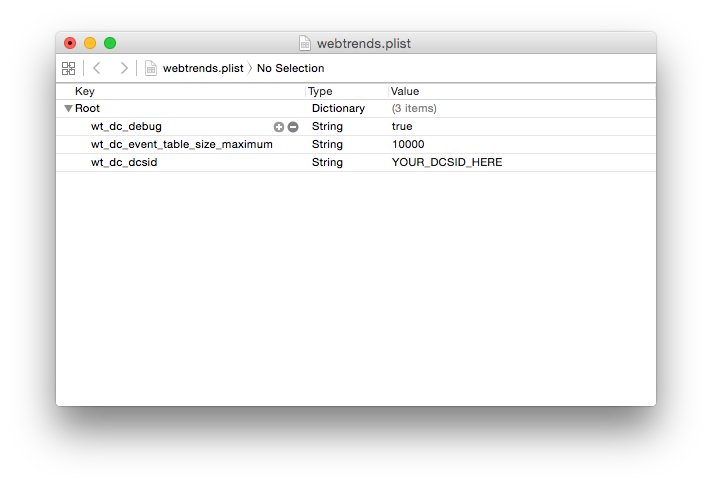 webtrends.plist
webtrends.plist No Selection
Key Type Value
Root Dictionary (3 items)
wt_dc_debug String true
wt_dc_event_table_size_maximum String 10000
wt_dc_dcsid String YOUR_DCSID_HERE